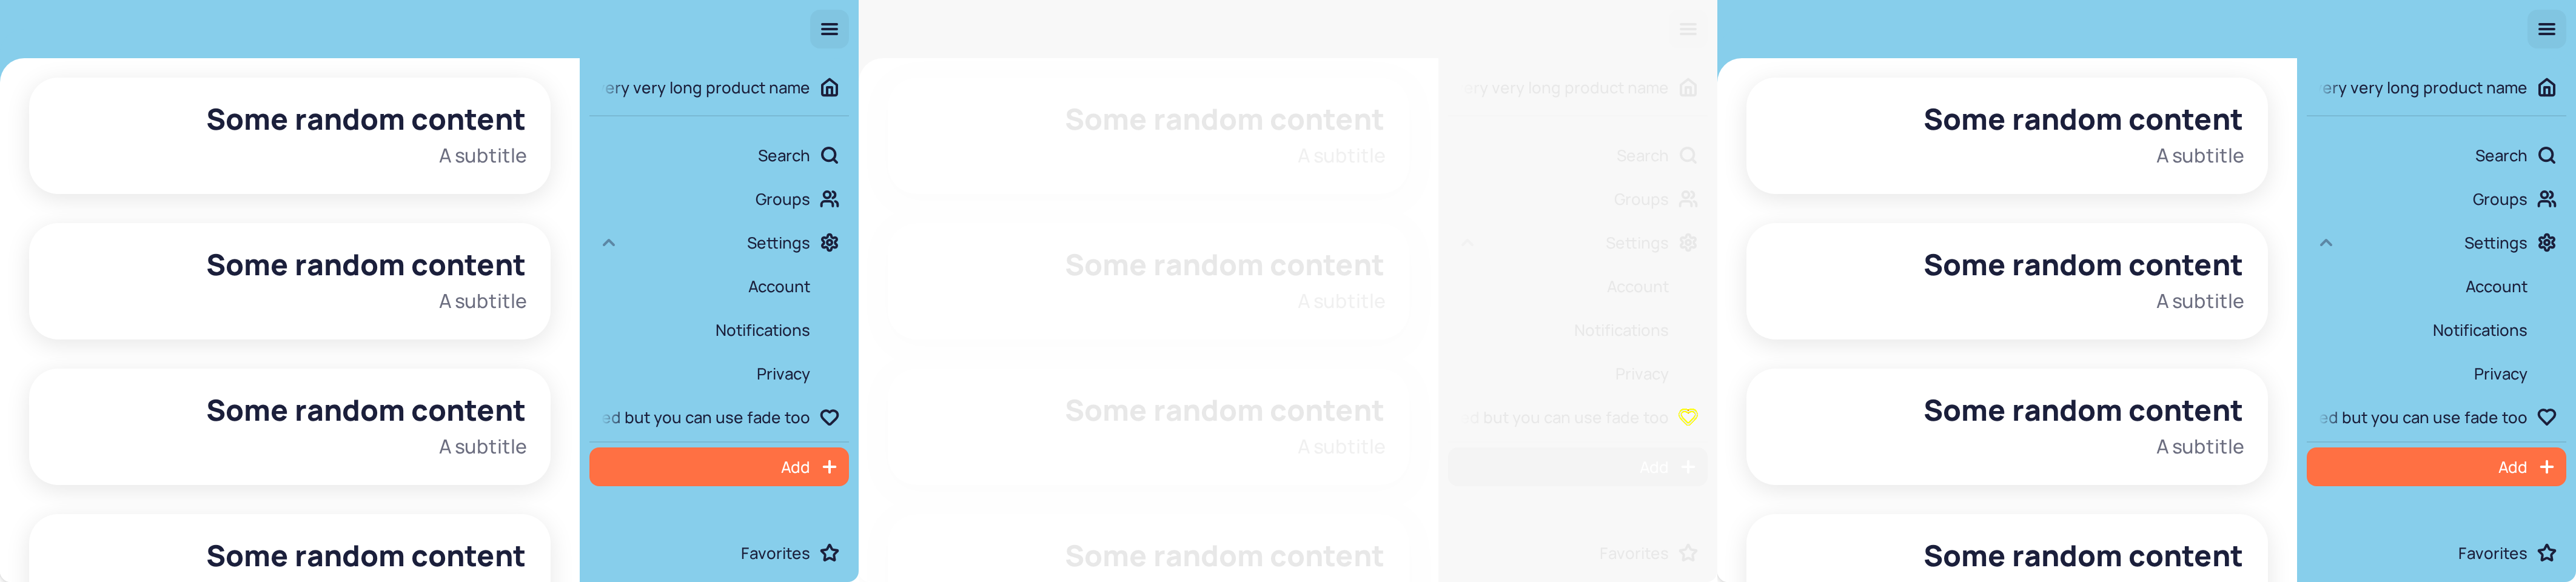 ery very long product name
Some random content
A subtitle
Search
Groups
Some random content
A subtitle
Settings
Account
Notifications
Privacy
Some random content
A subtitle
ed but you can use fade too
Add
Some random content
Favorites
ery very long product name
Some random content
A subtitle
Search
Groups
Some random content
A subtitle
Settings
Account
Notifications
Privacy
Some random content
A subtitle
ed but you can use fade too
Add
Some random content
Favorites
ery very long product name
Some random content
A subtitle
Search
Groups
Some random content
A subtitle
Settings
Account
Notifications
Privacy
Some random content
A subtitle
ed but you can use fade too
Add
Some random content
Favorites